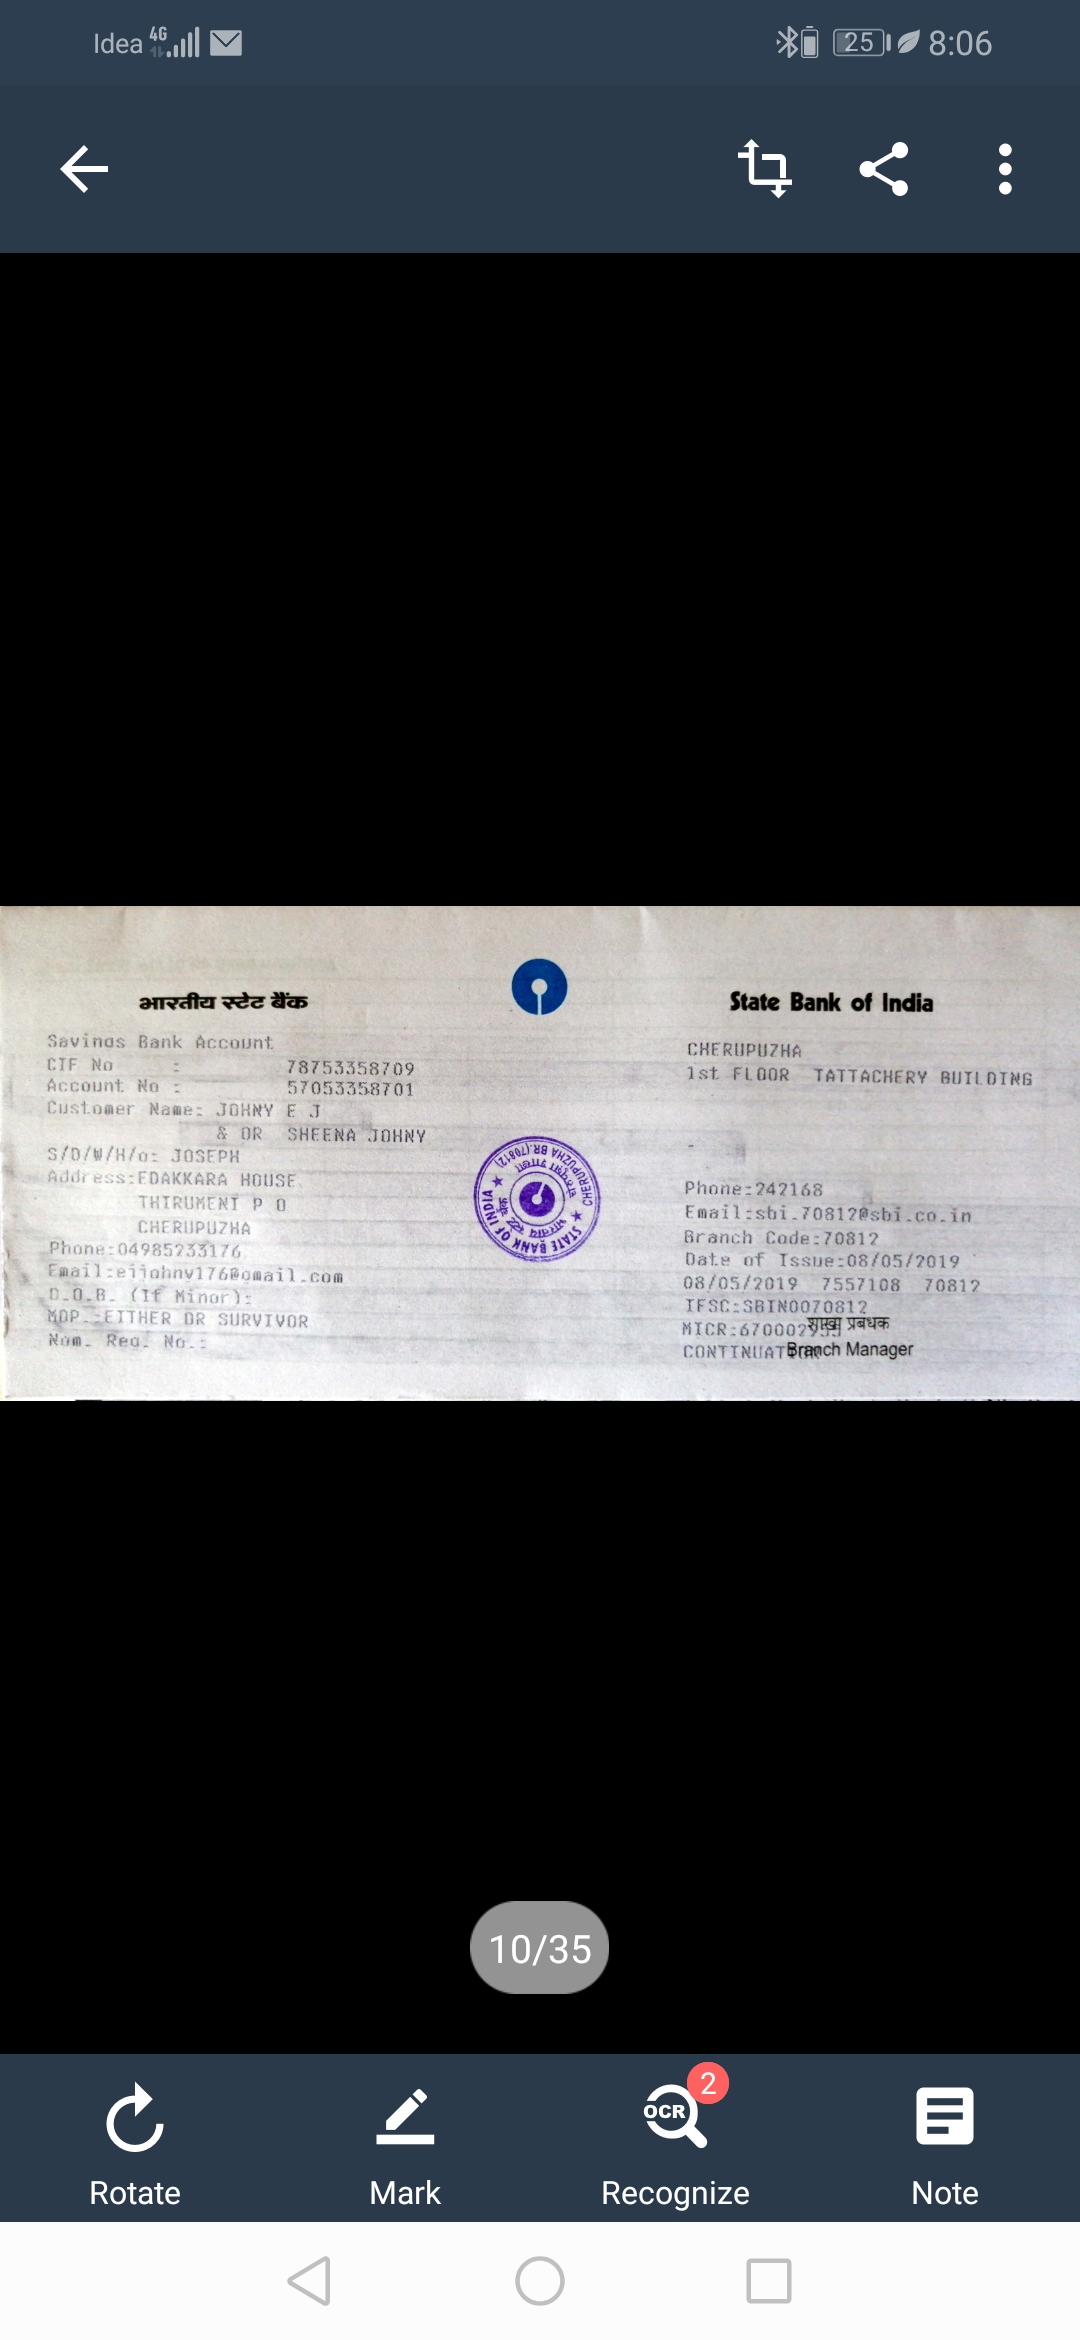 Idea 4G 25 8:06
भारतीय स्टेट बैंक
State Bank of India
Savings Bank Account
CIF No : 78753358709
Account No : 57053358701
Customer Name: JOHNY E J
& OR SHEENA JOHNY
S/D/W/H/o: JOSEPH
Address:EDAKKARA HOUSE
THIRUMENI P O
CHERUPUZHA
Phone:04985233176
Email:ejjohny176@gmail.com
D.O.B. (If Minor):
MOP.:EITHER OR SURVIVOR
Nom. Reg. No.:
STATE BANK OF INDIA ★ CHERUPUZHA BR.(70812) ★
भारतीय स्टेट बैंक
CHERUPUZHA
1st FLOOR TATTACHERY BUILDING
-
Phone:242168
Email:sbi.70812@sbi.co.in
Branch Code:70812
Date of Issue:08/05/2019
08/05/2019 7557108 70812
IFSC:SBIN0070812
शाखा प्रबंधक
MICR:670002
Branch Manager
10/35
2
OCR
Rotate Mark Recognize Note